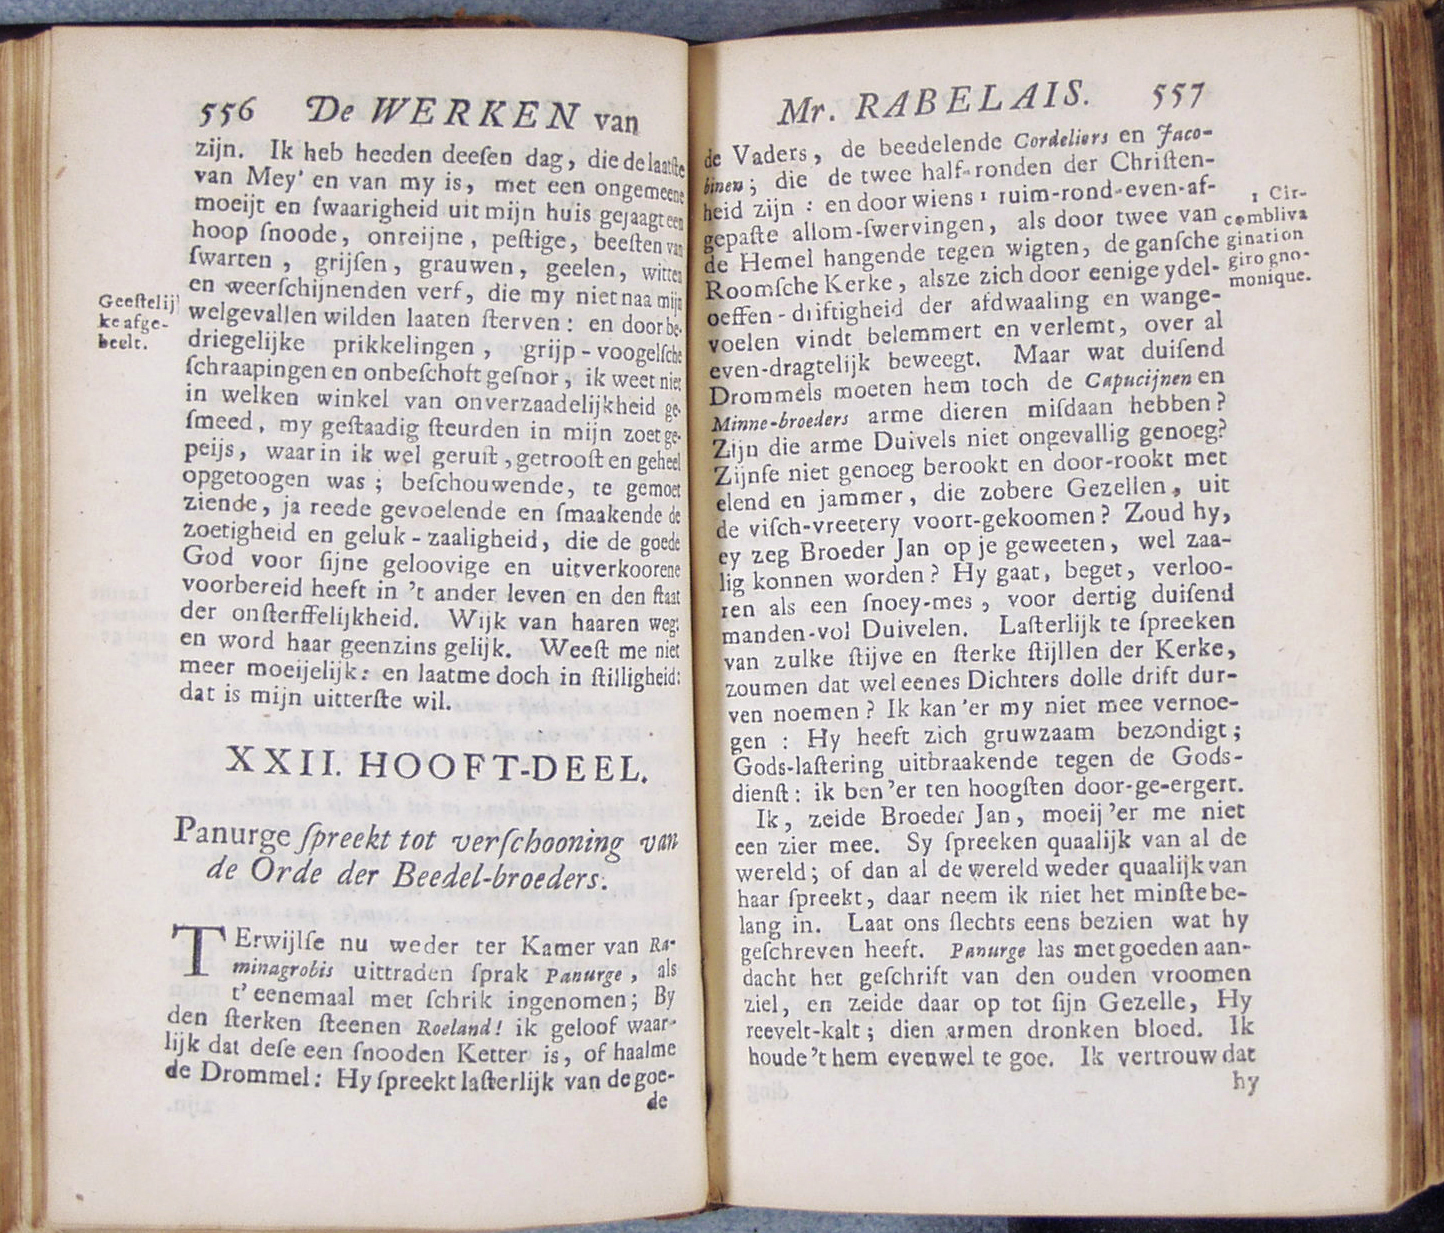 556 De WERKEN van
zijn. Ik heb heeden deeſen dag, die de laatſte
van Mey' en van my is, met een ongemeene
moeijt en ſwaarigheid uit mijn huis gejaagt een
hoop ſnoode, onreijne, peſtige, beeſten van
ſwarten, grijſen, grauwen, geelen, witten
en weerſchijnenden verf, die my niet naa mijn
welgevallen wilden laaten ſterven: en door be-
driegelijke prikkelingen, grijp-voogelſche
ſchraapingen en onbeſchoft geſnor, ik weet niet
in welken winkel van onverzaadelijkheid ge-
ſmeed, my geſtaadig ſteurden in mijn zoet ge-
peijs, waar in ik wel geruſt, getrooſt en geheel
opgetoogen was; beſchouwende, te gemoet
ziende, ja reede gevoelende en ſmaakende de
zoetigheid en geluk-zaaligheid, die de goede
God voor ſijne geloovige en uitverkoorene
voorbereid heeft in 't ander leven en den ſtaat
der onſterffelijkheid. Wijk van haaren weg;
en word haar geenzins gelijk. Weeſt me niet
meer moeijelijk: en laatme doch in ſtilligheid:
dat is mijn uitterſte wil.
Geeſtelij
ke afge-
beelt.
XXII. HOOFT-DEEL.
Panurge ſpreekt tot verſchooning van
de Orde der Beedel-broeders.
TErwijlſe nu weder ter Kamer van Ra-
minagrobis uittraden ſprak Panurge, als
t' eenemaal met ſchrik ingenomen; By
den ſterken ſteenen Roeland! ik geloof waar-
lijk dat deſe een ſnooden Ketter is, of haalme
de Drommel: Hy ſpreekt laſterlijk van de goe-
de
Mr. RABELAIS. 557
de Vaders, de beedelende Cordeliers en Jaco-
binen; die de twee half-ronden der Chriſten-
heid zijn: en door wiens 1 ruim-rond-even-af-
gepaſte allom-ſwervingen, als door twee van
de Hemel hangende tegen wigten, de ganſche
Roomſche Kerke, alsze zich door eenige ydel-
oeffen-driftigheid der afdwaaling en wange-
voelen vindt belemmert en verlemt, over al
even-dragtelijk beweegt. Maar wat duiſend
Drommels moeten hem toch de Capucijnen en
Minne-broeders arme dieren miſdaan hebben?
Zijn die arme Duivels niet ongevallig genoeg?
Zijnſe niet genoeg berookt en door-rookt met
elend en jammer, die zobere Gezellen, uit
de viſch-vreetery voort-gekoomen? Zoud hy,
ey zeg Broeder Jan op je geweeten, wel zaa-
lig konnen worden? Hy gaat, beget, verloo-
ren als een ſnoey-mes, voor dertig duiſend
manden-vol Duivelen. Laſterlijk te ſpreeken
van zulke ſtijve en ſterke ſtijllen der Kerke,
zoumen dat wel eenes Dichters dolle drift dur-
ven noemen? Ik kan 'er my niet mee vernoe-
gen: Hy heeft zich gruwzaam bezondigt;
Gods-laſtering uitbraakende tegen de Gods-
dienſt: ik ben 'er ten hoogſten door-ge-ergert.
Ik, zeide Broeder Jan, moeij 'er me niet
een zier mee. Sy ſpreeken quaalijk van al de
wereld; of dan al de wereld weder quaalijk van
haar ſpreekt, daar neem ik niet het minſte be-
lang in. Laat ons ſlechts eens bezien wat hy
geſchreven heeft. Panurge las met goeden aan-
dacht het geſchrift van den ouden vroomen
ziel, en zeide daar op tot ſijn Gezelle, Hy
reevelt-kalt; dien armen dronken bloed. Ik
houde 't hem evenwel te goe. Ik vertrouw dat
hy
1 Cir-
combliva
gination
giro gno-
monique.